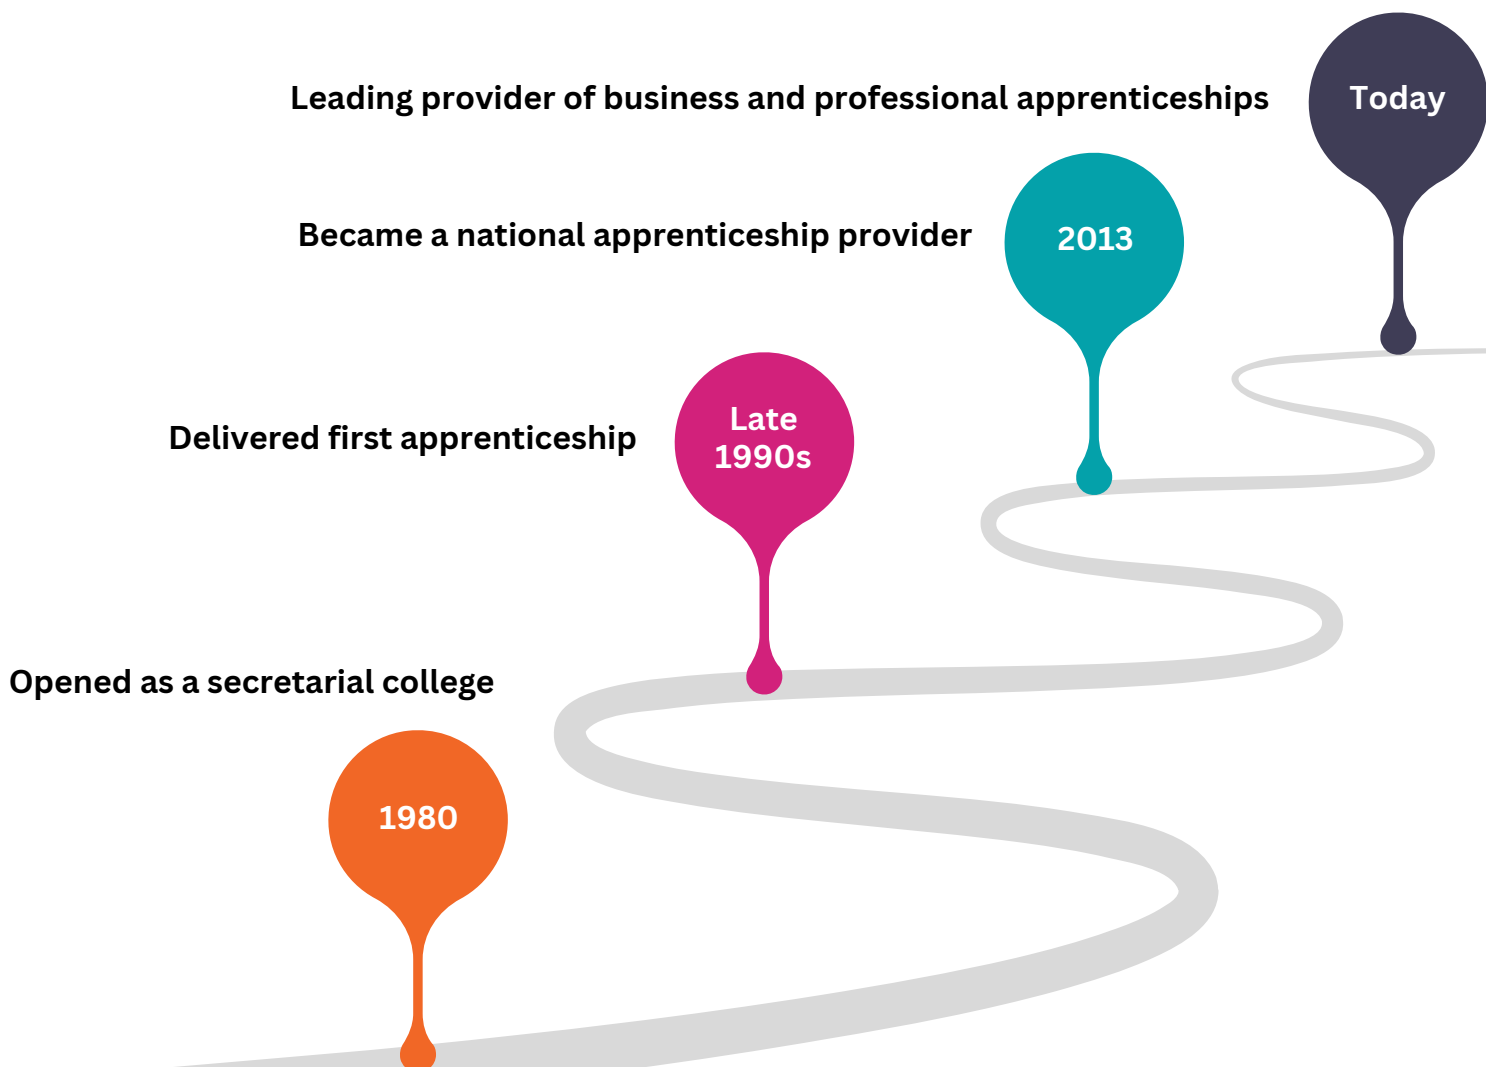 Leading provider of business and professional apprenticeships
Today
Became a national apprenticeship provider
2013
Delivered first apprenticeship
Late
1990s
Opened as a secretarial college
1980